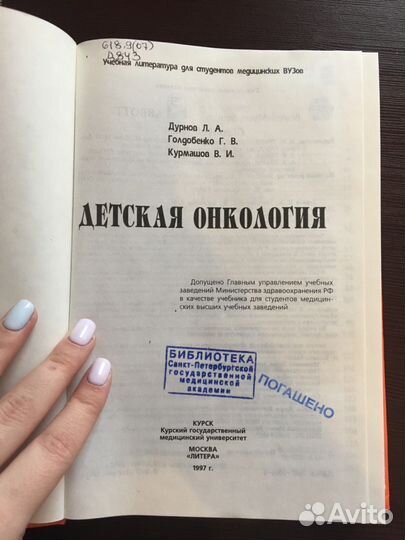 618.9(07)
Д843
Учебная литература для студентов медицинских ВУЗов
Дурнов Л. А.
Голдобенко Г. В.
Курмашов В. И.
ДЕТСКАЯ ОНКОЛОГИЯ
Допущено Главным управлением учебных
заведений Министерства здравоохранения РФ
в качестве учебника для студентов медицин-
ских высших учебных заведений
БИБЛИОТЕКА
Санкт-Петербургской
государственной
медицинской
академии
ПОГАШЕНО
КУРСК
Курский государственный
медицинский университет
МОСКВА
«ЛИТЕРА»
1997 г.
Avito